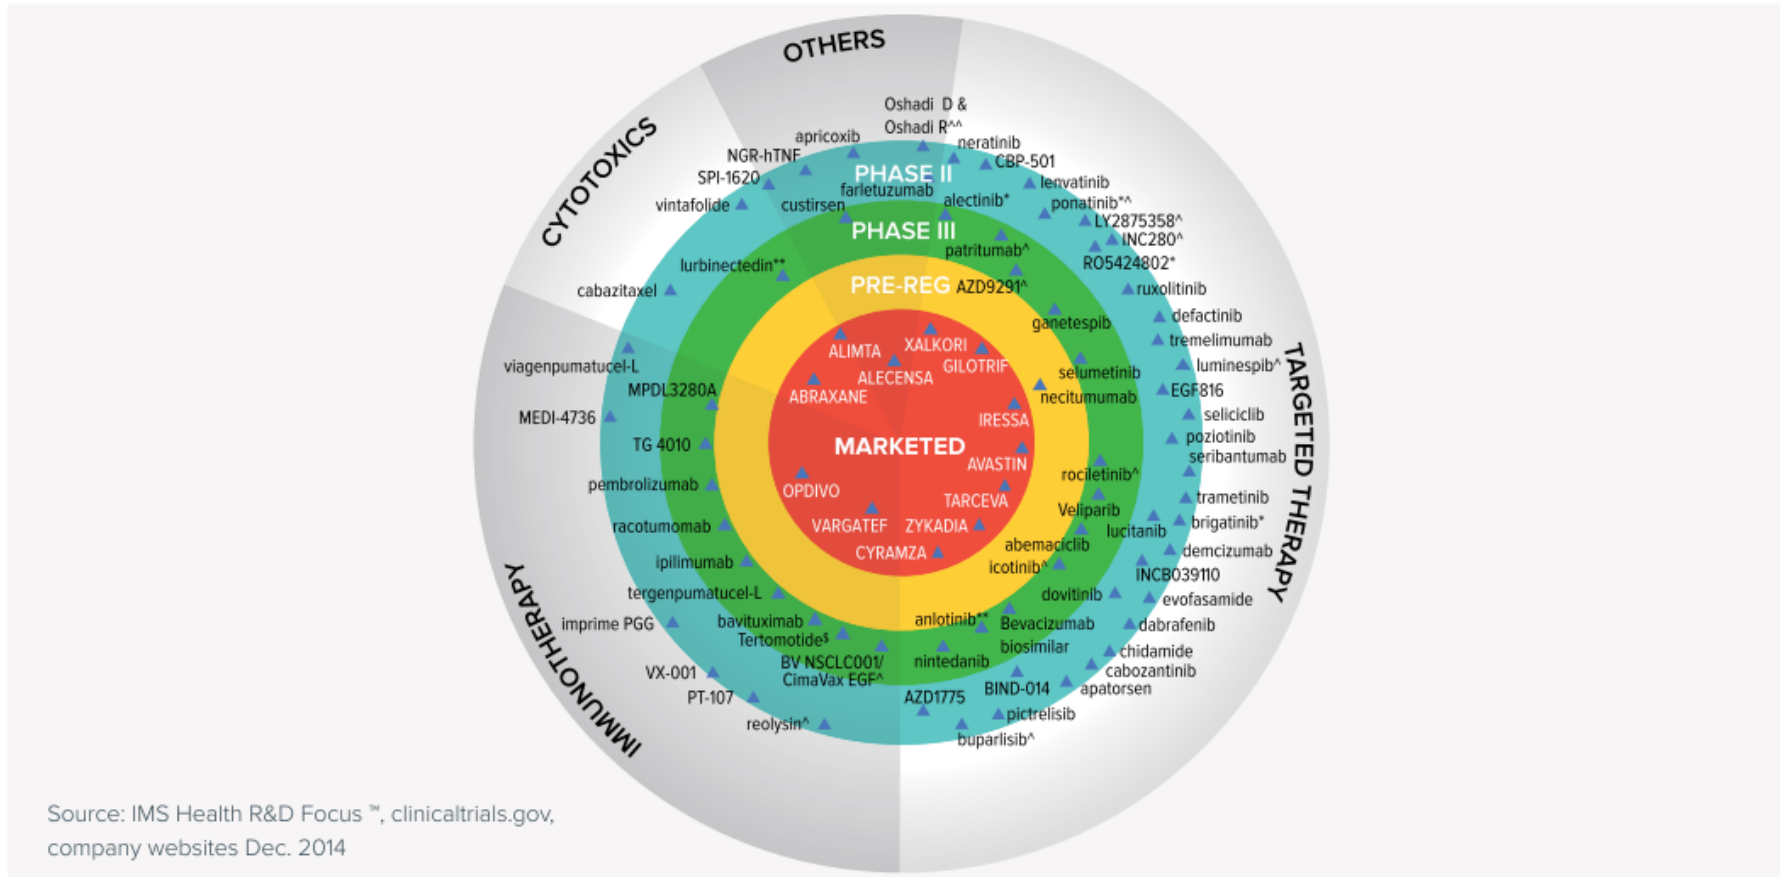 OTHERS
CYTOTOXICS
IMMUNOTHERAPY
TARGETED THERAPY
PHASE II
PHASE III
PRE-REG
MARKETED
Oshadi D &
Oshadi R^^
apricoxib
neratinib
NGR-hTNF
CBP-501
SPI-1620
lenvatinib
farletuzumab
vintafolide
custirsen
alectinib*
ponatinib*^
LY2875358^
INC280^
patritumab^
RO5424802*
lurbinectedin**
cabazitaxel
AZD9291^
ruxolitinib
ganetespib
defactinib
tremelimumab
ALIMTA
XALKORI
GILOTRIF
ALECENSA
ABRAXANE
viagenpumatucel-L
selumetinib
luminespib^
MPDL3280A
necitumumab
EGF816
MEDI-4736
IRESSA
seliciclib
TG 4010
poziotinib
seribantumab
AVASTIN
rociletinib^
pembrolizumab
OPDIVO
TARCEVA
trametinib
Veliparib
racotumomab
VARGATEF
ZYKADIA
lucitanib
brigatinib*
abemaciclib
CYRAMZA
demcizumab
ipilimumab
icotinib^
INCB039110
tergenpumatucel-L
dovitinib
evofasamide
imprime PGG
bavituximab
anlotinib**
Bevacizumab
biosimilar
dabrafenib
Tertomotide$
BV NSCLC001/
CimaVax EGF^
nintedanib
chidamide
cabozantinib
VX-001
BIND-014
apatorsen
PT-107
AZD1775
reolysin^
pictrelisib
buparlisib^
Source: IMS Health R&D Focus ™, clinicaltrials.gov,
company websites Dec. 2014